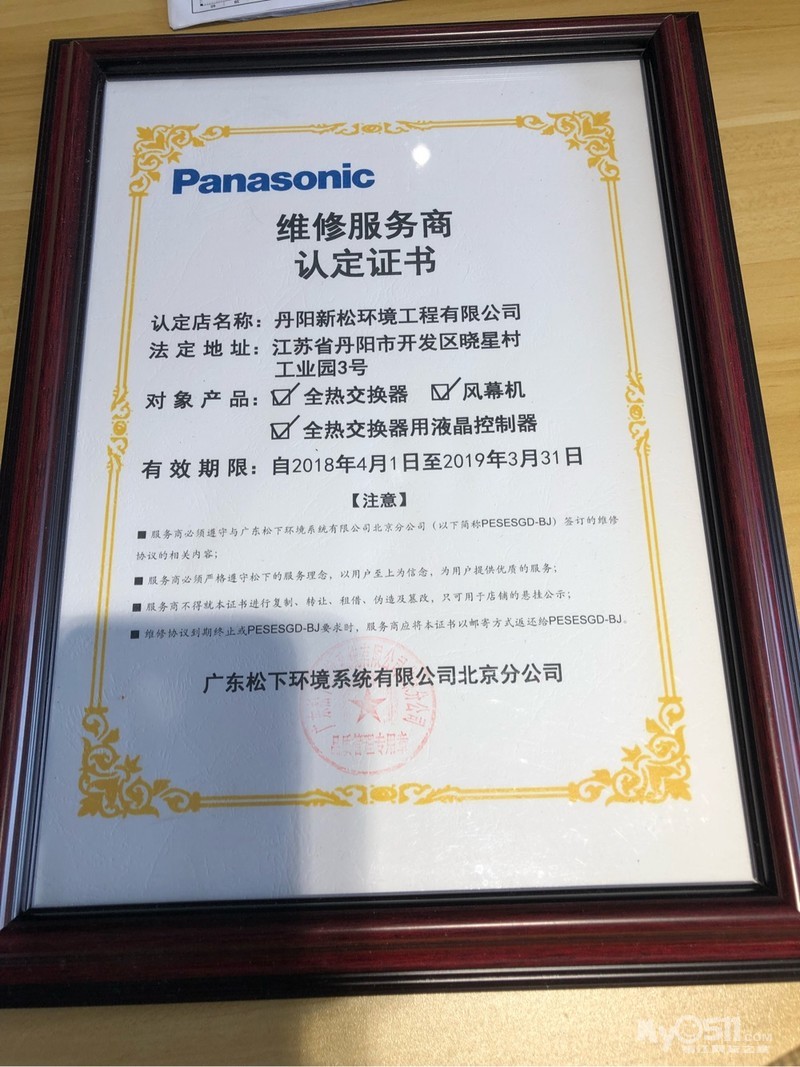 Panasonic
维修服务商
认定证书
认定店名称：丹阳新松环境工程有限公司
法定地址：江苏省丹阳市开发区晓星村
工业园3号
对象产品：☑全热交换器 ☑风幕机
☑全热交换器用液晶控制器
有效期限：自2018年4月1日至2019年3月31日
【注意】
■服务商必须遵守与广东松下环境系统有限公司北京分公司（以下简称PESESGD-BJ）签订的维修
协议的相关内容；
■服务商必须严格遵守松下的服务理念，以用户至上为信念，为用户提供优质的服务；
■服务商不得就本证书进行复制、转让、租借、伪造及篡改，只可用于店铺的悬挂公示；
■维修协议到期终止或PESESGD-BJ要求时，服务商应将本证书以邮寄方式返还给PESESGD-BJ。
广东松下环境系统有限公司北京分公司
品质管理专用章
My0511.COM